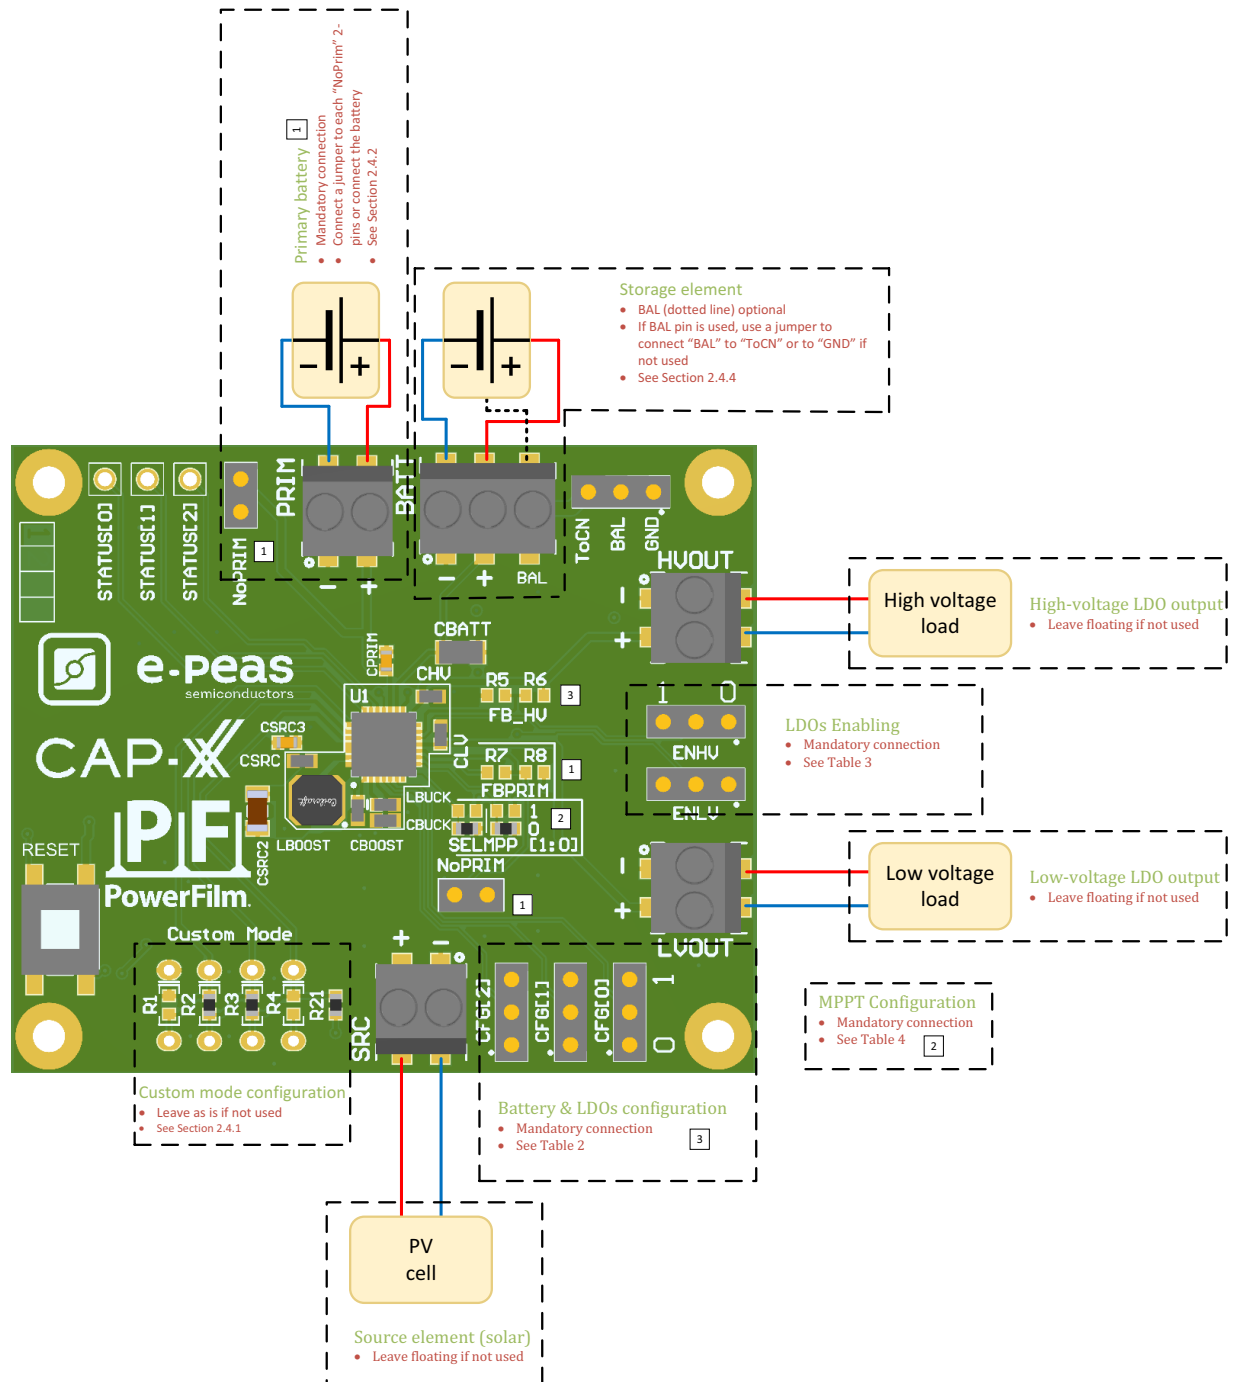 Primary battery 1
• Mandatory connection
• Connect a jumper to each “NoPrim” 2-
pins or connect the battery
• See Section 2.4.2
− +
− +
Storage element
• BAL (dotted line) optional
• If BAL pin is used, use a jumper to
connect “BAL” to “ToCN” or to “GND” if
not used
• See Section 2.4.4
STATUS[0]
STATUS[1]
STATUS[2]
NoPRIM
1
PRIM
− +
BATT
− + BAL
ToCN
BAL
GND
HVOUT
−
+
High voltage
load
High-voltage LDO output
• Leave floating if not used
e-peas
semiconductors
CAP-XX
PF
PowerFilm.
RESET
CPRIM
CBATT
CHV
U1
CLV
CSRC3
CSRC
CSRC2
LBOOST
CBOOST
LBUCK
CBUCK
R5 R6
FB_HV
3
R7 R8
FBPRIM
1
1
0
SELMPP [1:0]
2
NoPRIM
1
1 0
ENHV
ENLV
LDOs Enabling
• Mandatory connection
• See Table 3
−
+
LVOUT
Low voltage
load
Low-voltage LDO output
• Leave floating if not used
Custom Mode
R1
R2
R3
R4
R21
+ −
SRC
CFG[2]
CFG[1]
CFG[0]
1
0
MPPT Configuration
• Mandatory connection
• See Table 4
2
Custom mode configuration
• Leave as is if not used
• See Section 2.4.1
Battery & LDOs configuration
• Mandatory connection
• See Table 2
3
PV
cell
Source element (solar)
• Leave floating if not used